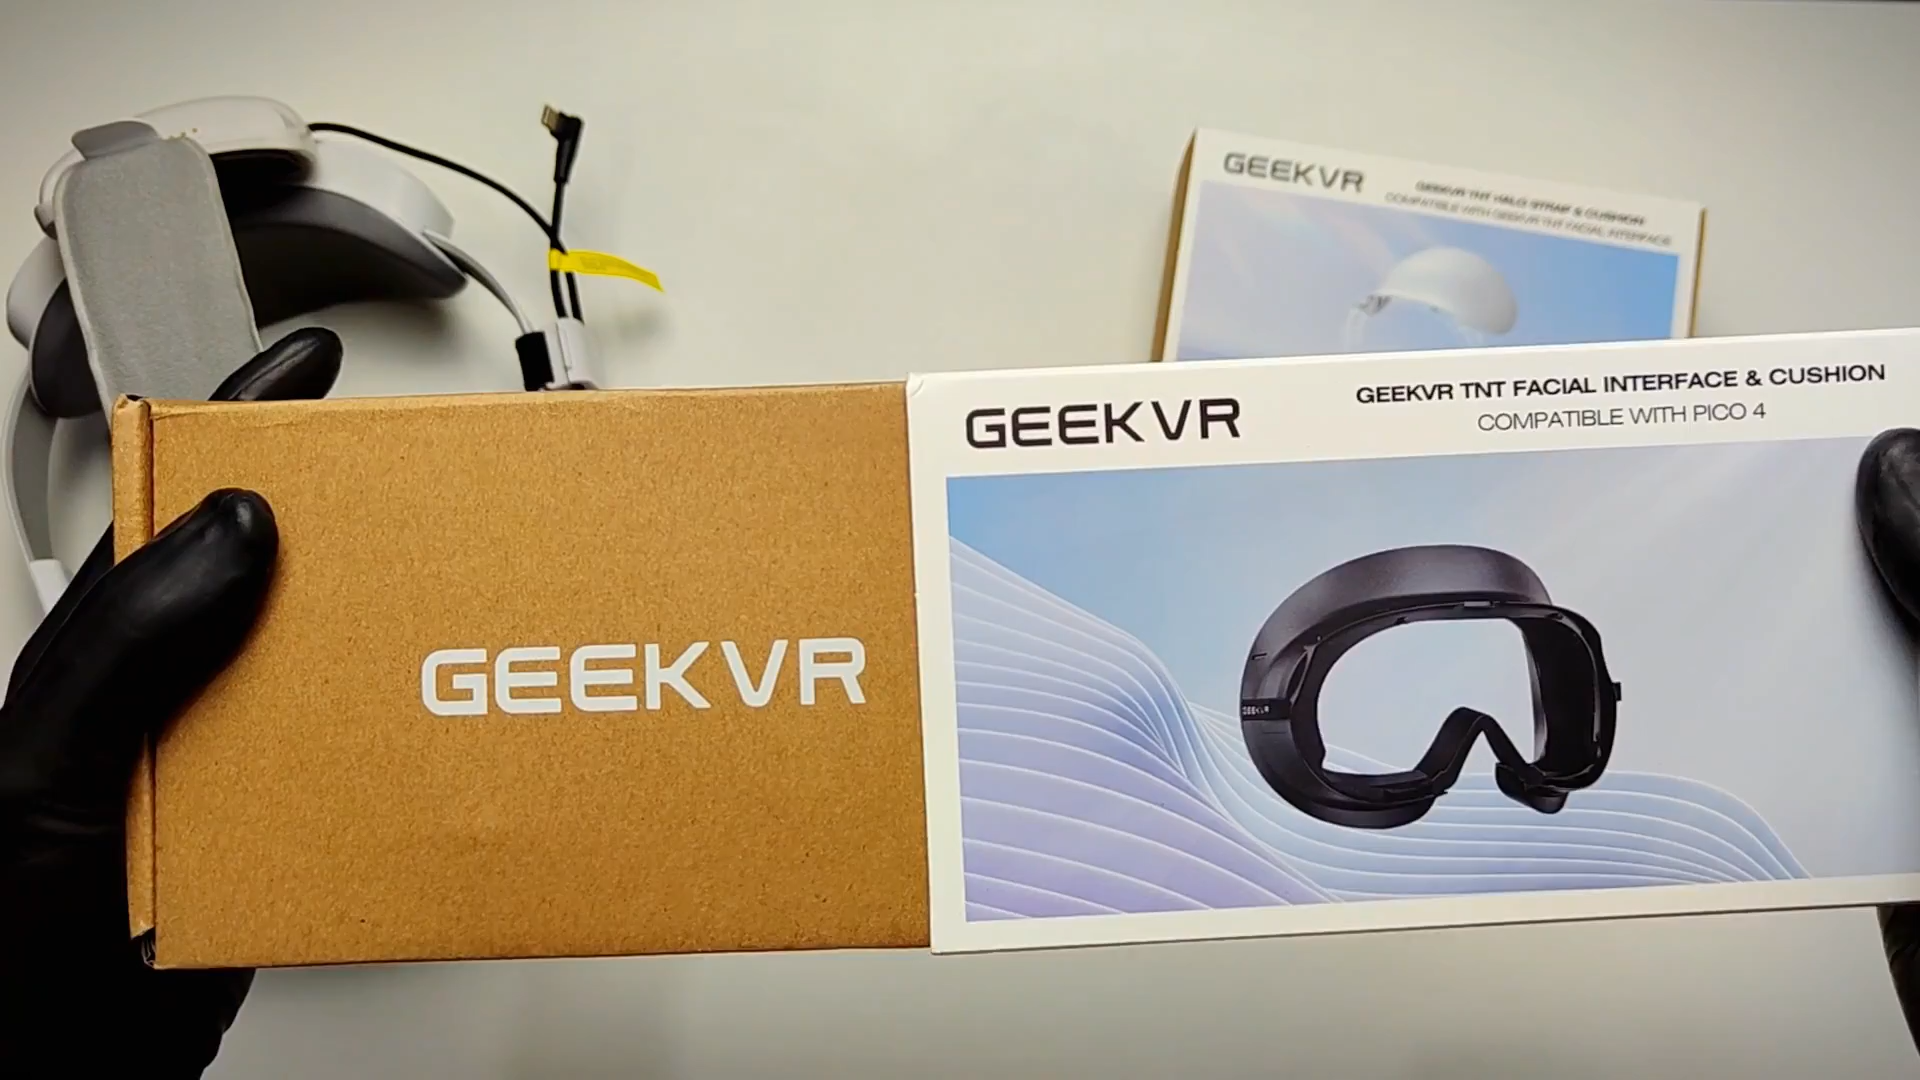 GEEKVR
GEEKVR TNT HALO STRAP & CUSHION
COMPATIBLE WITH GEEKVR TNT FACIAL INTERFACE
GEEKVR
GEEKVR TNT FACIAL INTERFACE & CUSHION
COMPATIBLE WITH PICO 4
GEEKVR
GEEKVR